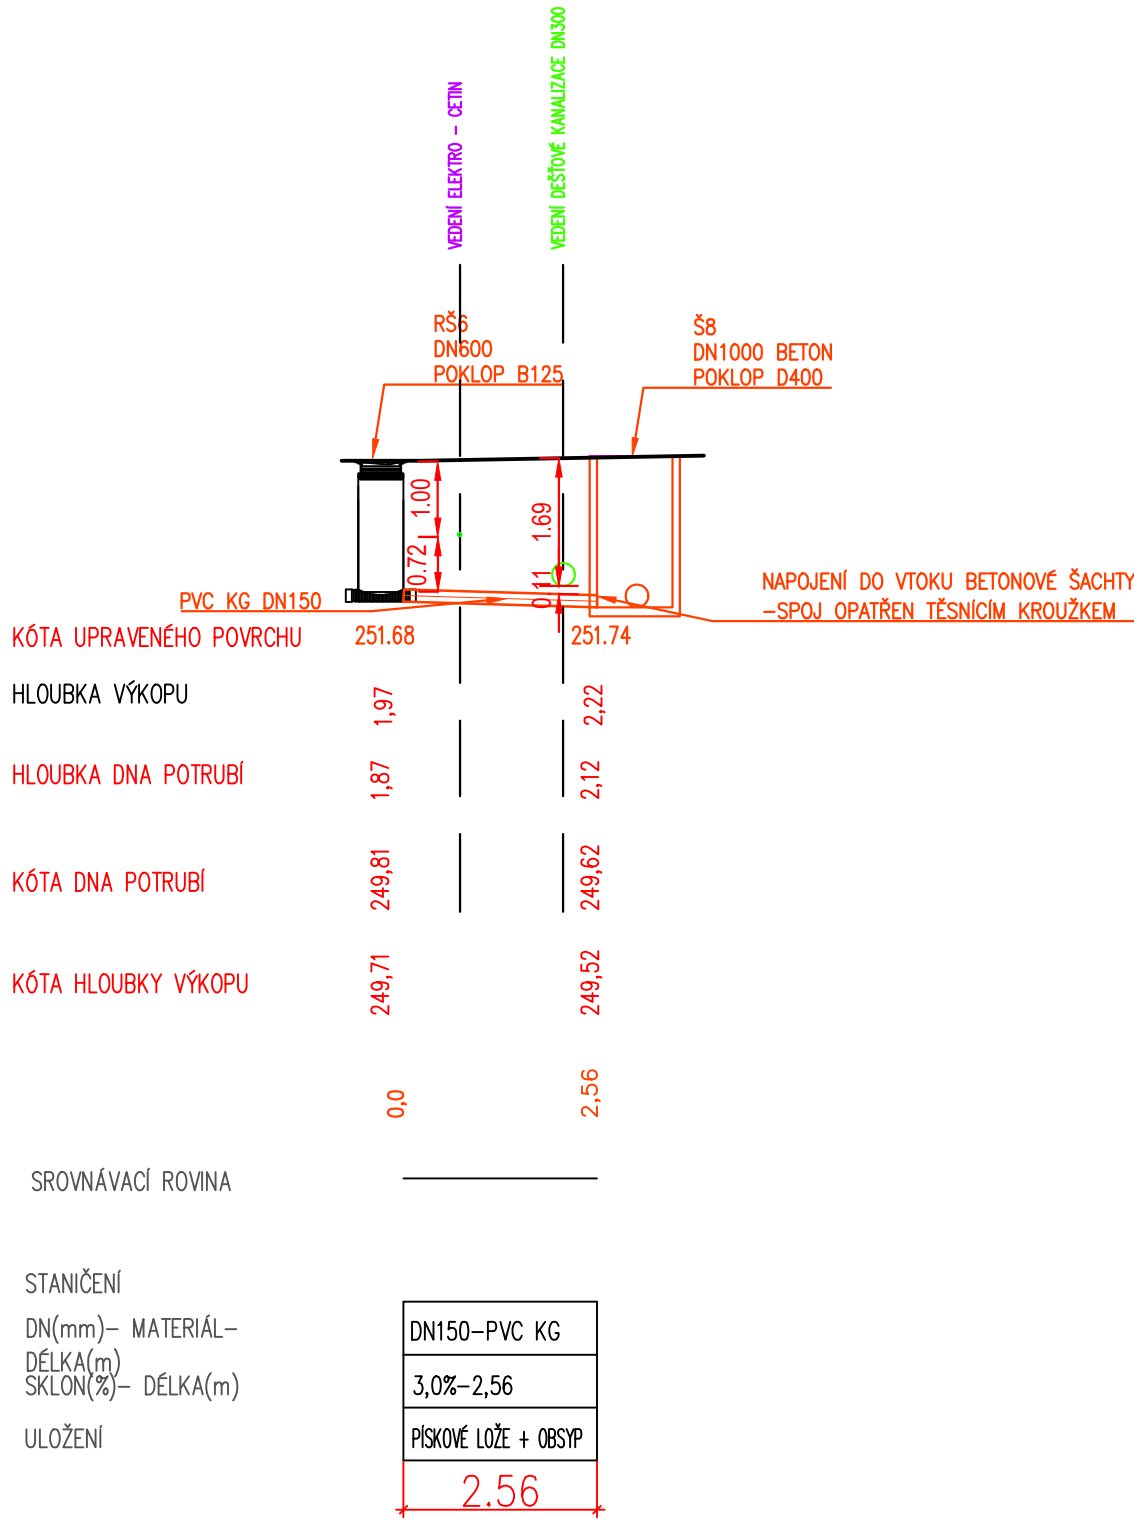 VEDENÍ ELEKTRO - CETIN
VEDENÍ DEŠŤOVÉ KANALIZACE DN300
RŠ6
DN600
POKLOP B125
Š8
DN1000 BETON
POKLOP D400
1.00
0.72
1.69
0.11
PVC KG DN150
NAPOJENÍ DO VTOKU BETONOVÉ ŠACHTY
-SPOJ OPATŘEN TĚSNÍCÍM KROUŽKEM
KÓTA UPRAVENÉHO POVRCHU
251.68
251.74
HLOUBKA VÝKOPU
1,97
2,22
HLOUBKA DNA POTRUBÍ
1,87
2,12
KÓTA DNA POTRUBÍ
249,81
249,62
KÓTA HLOUBKY VÝKOPU
249,71
249,52
0,0
2,56
SROVNÁVACÍ ROVINA
STANIČENÍ
DN(mm)- MATERIÁL-
DÉLKA(m)
DN150-PVC KG
SKLON(%)- DÉLKA(m)
3,0%-2,56
ULOŽENÍ
PÍSKOVÉ LOŽE + OBSYP
2.56